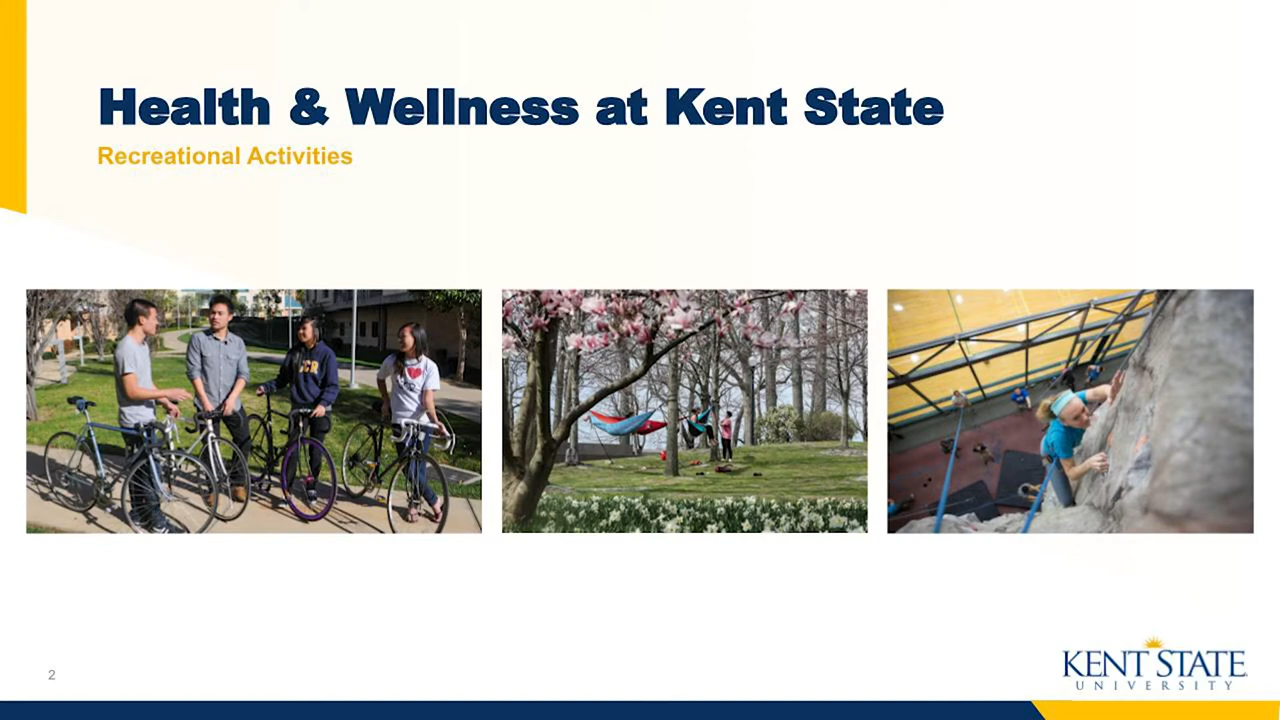 Health & Wellness at Kent State
Recreational Activities
2
KENT STATE
UNIVERSITY